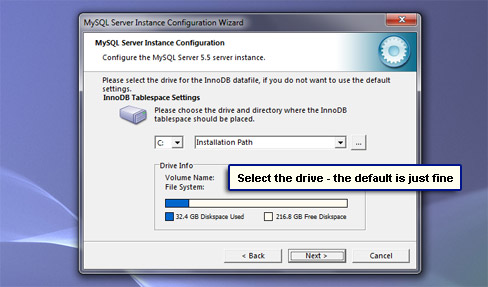 MySQL Server Instance Configuration Wizard
MySQL Server Instance Configuration
Configure the MySQL Server 5.5 server instance.
Please select the drive for the InnoDB datafile, if you do not want to use the default
settings.
InnoDB Tablespace Settings
Please choose the drive and directory where the InnoDB
tablespace should be placed.
C: Installation Path ...
Drive Info
Volume Name:
File System:
Select the drive - the default is just fine
32.4 GB Diskspace Used 216.8 GB Free Diskspace
< Back Next > Cancel